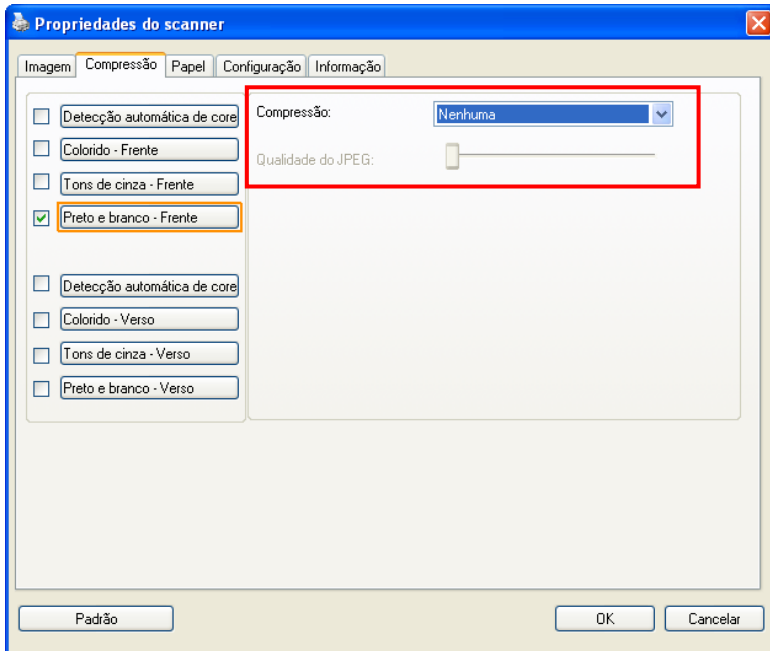 Propriedades do scanner
Imagem Compressão Papel Configuração Informação
Detecção automática de core
Colorido - Frente
Tons de cinza - Frente
Preto e branco - Frente
Detecção automática de core
Colorido - Verso
Tons de cinza - Verso
Preto e branco - Verso
Compressão: Nenhuma
Qualidade do JPEG:
Padrão OK Cancelar